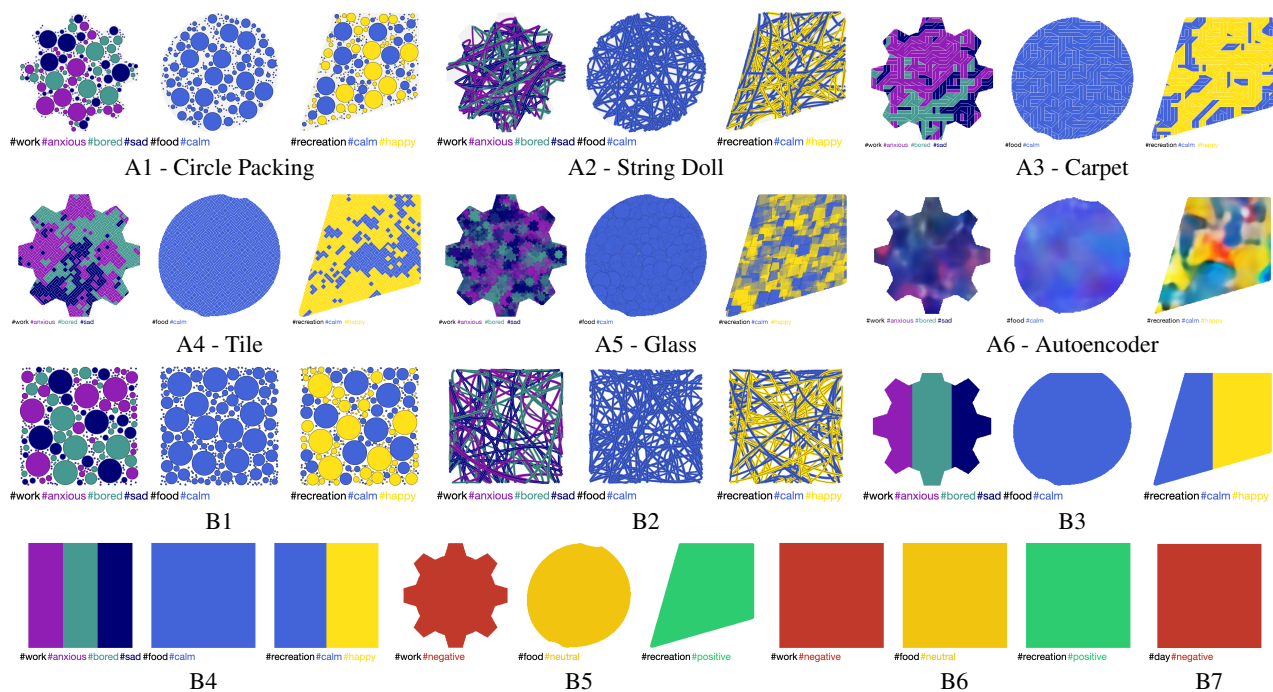 #work #anxious #bored #sad #food #calm #recreation #calm #happy
A1 - Circle Packing
#work #anxious #bored #sad #food #calm #recreation #calm #happy
A2 - String Doll
#work #anxious #bored #sad #food #calm #recreation #calm #happy
A3 - Carpet
#work #anxious #bored #sad #food #calm #recreation #calm #happy
A4 - Tile
#work #anxious #bored #sad #food #calm #recreation #calm #happy
A5 - Glass
#work #anxious #bored #sad #food #calm #recreation #calm #happy
A6 - Autoencoder
#work #anxious #bored #sad #food #calm #recreation #calm #happy
B1
#work #anxious #bored #sad #food #calm #recreation #calm #happy
B2
#work #anxious #bored #sad #food #calm #recreation #calm #happy
B3
#work #anxious #bored #sad #food #calm #recreation #calm #happy
B4
#work #negative #food #neutral #recreation #positive
B5
#work #negative #food #neutral #recreation #positive
B6
#day #negative
B7